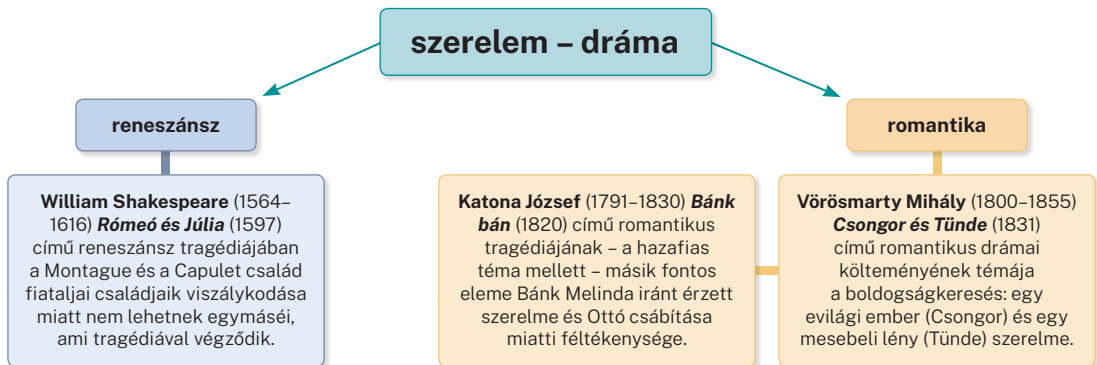 szerelem – dráma
reneszánsz
romantika
William Shakespeare (1564–
1616) Rómeó és Júlia (1597)
című reneszánsz tragédiájában
a Montague és a Capulet család
fiataljai családjaik viszálykodása
miatt nem lehetnek egymáséi,
ami tragédiával végződik.
Katona József (1791–1830) Bánk
bán (1820) című romantikus
tragédiájának – a hazafias
téma mellett – másik fontos
eleme Bánk Melinda iránt érzett
szerelme és Ottó csábítása
miatti féltékenysége.
Vörösmarty Mihály (1800–1855)
Csongor és Tünde (1831)
című romantikus drámai
költeményének témája
a boldogságkeresés: egy
evilági ember (Csongor) és egy
mesebeli lény (Tünde) szerelme.